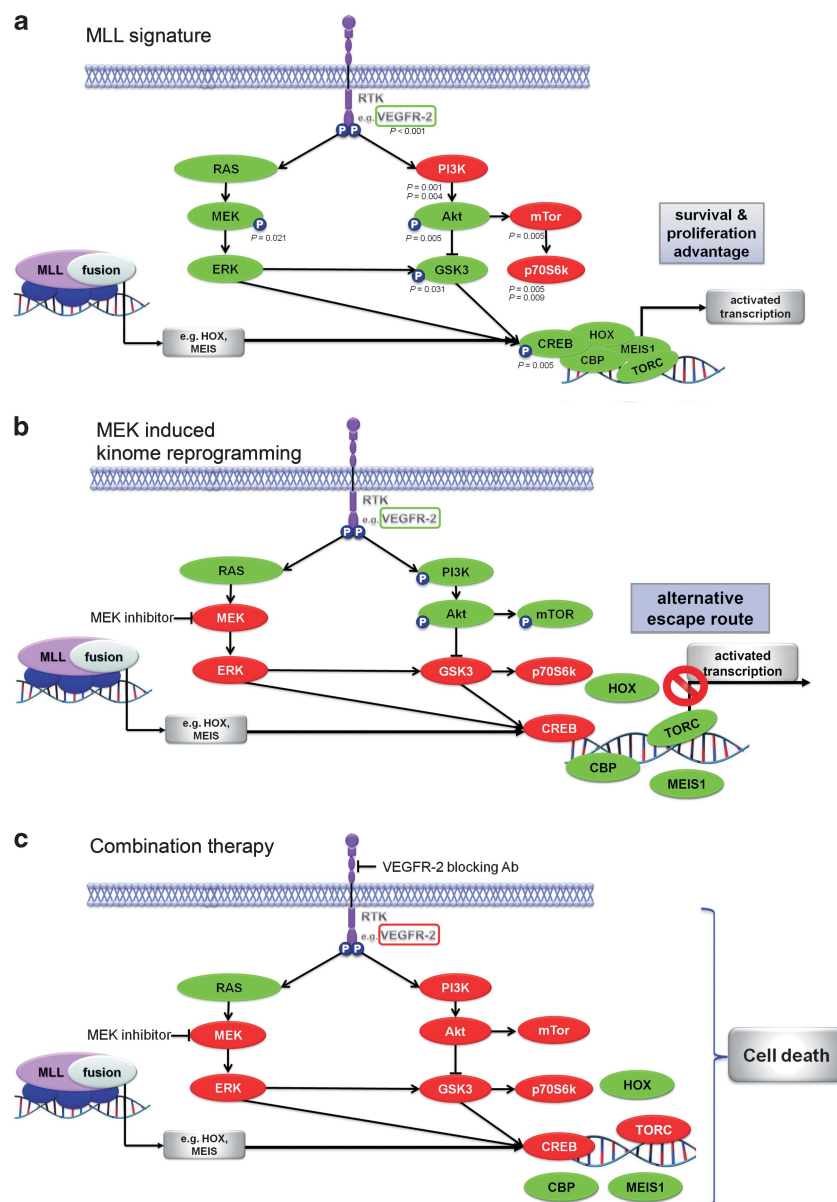 a
MLL signature
RTK
e.g. VEGFR-2
P < 0.001
P P
RAS
PI3K
P = 0.001
P = 0.004
MEK
P
P = 0.021
Akt
P
P = 0.005
mTor
P = 0.005
survival &
proliferation
advantage
MLL
fusion
ERK
GSK3
P
P = 0.031
p70S6k
P = 0.005
P = 0.009
activated
transcription
e.g. HOX,
MEIS
CREB
P
P = 0.005
HOX
MEIS1
CBP
TORC
b
MEK induced
kinome reprogramming
RTK
e.g. VEGFR-2
P P
RAS
PI3K
P
MEK inhibitor
MEK
Akt
P
mTOR
P
alternative
escape route
MLL
fusion
ERK
GSK3
p70S6k
HOX
activated
transcription
e.g. HOX,
MEIS
CREB
TORC
CBP
MEIS1
c
Combination therapy
VEGFR-2 blocking Ab
RTK
e.g. VEGFR-2
P P
RAS
PI3K
MEK inhibitor
MEK
Akt
mTor
Cell death
MLL
fusion
ERK
GSK3
p70S6k
HOX
e.g. HOX,
MEIS
CREB
TORC
CBP
MEIS1